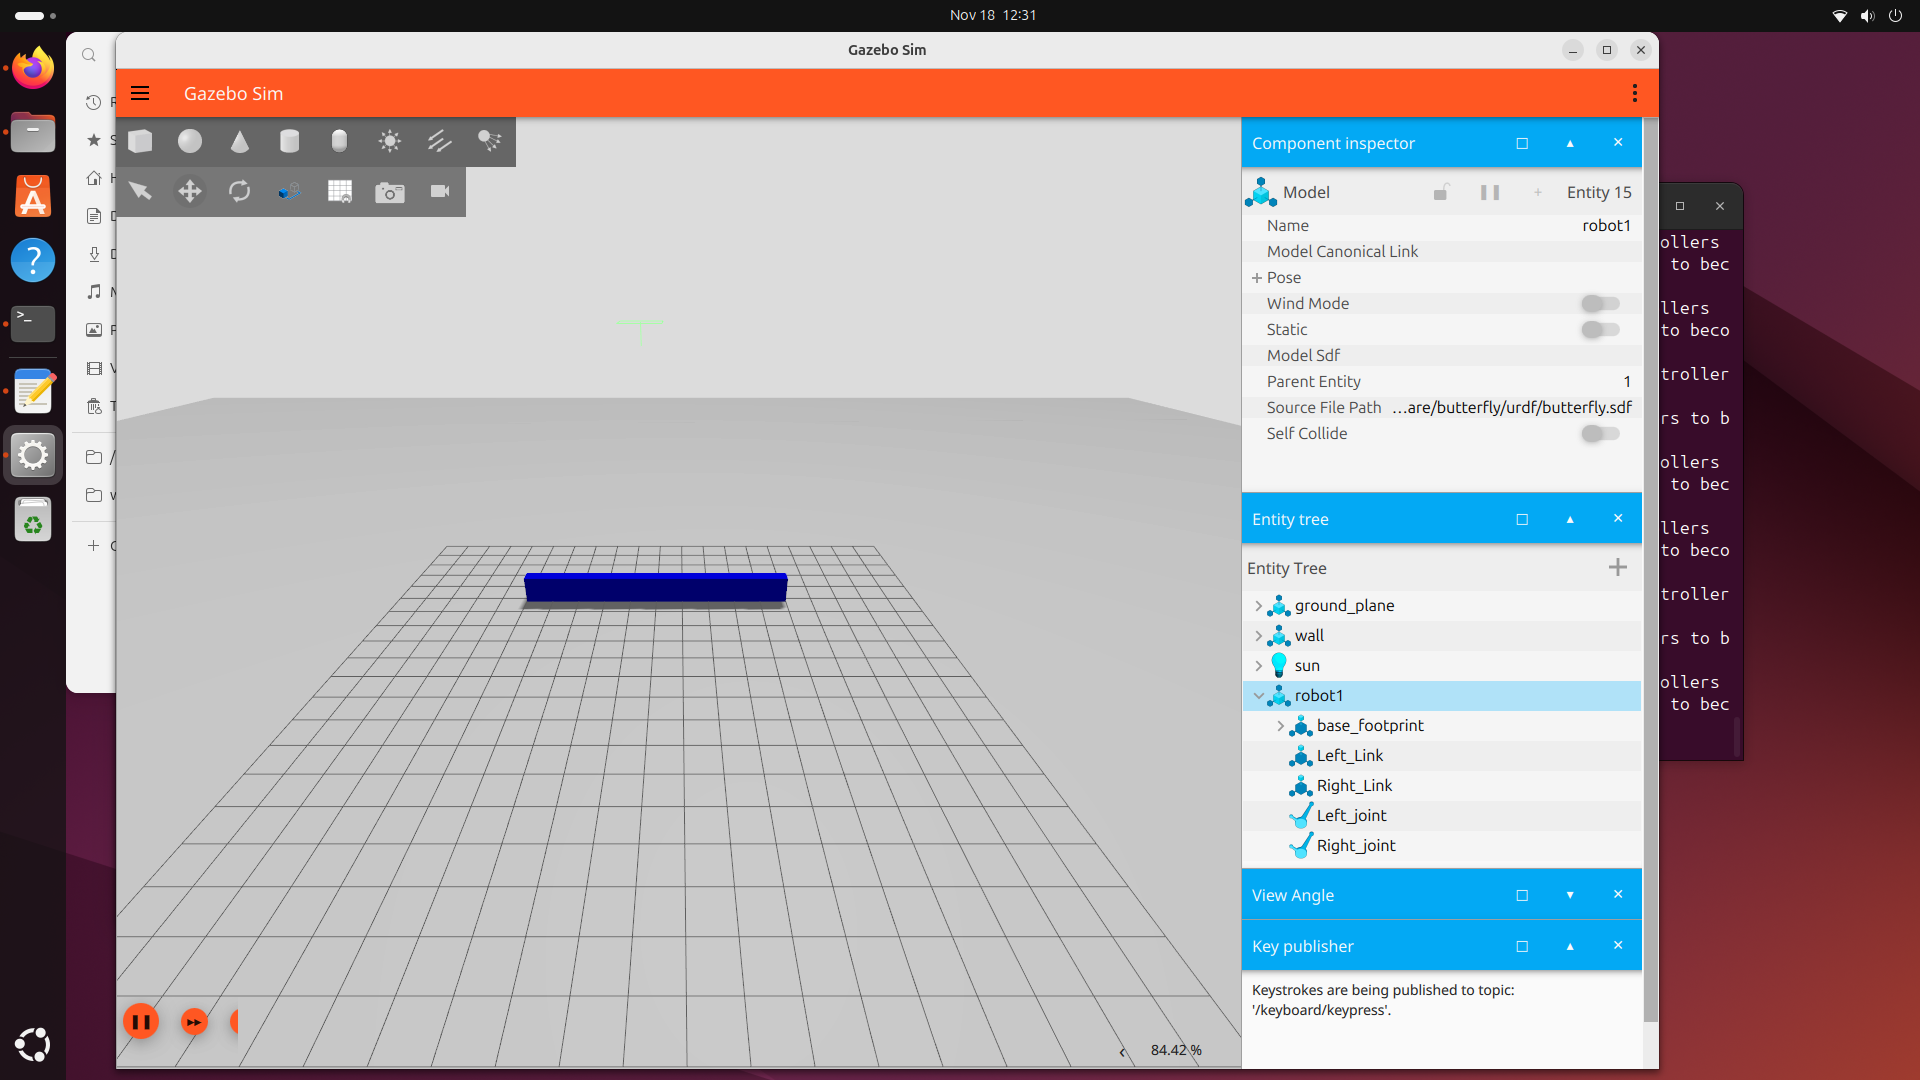 Nov 18 12:31
Gazebo Sim
Gazebo Sim
Component inspector
Model
Entity 15
Name
robot1
Model Canonical Link
Pose
Wind Mode
Static
Model Sdf
Parent Entity
1
Source File Path
...are/butterfly/urdf/butterfly.sdf
Self Collide
Entity tree
Entity Tree
ground_plane
wall
sun
robot1
base_footprint
Left_Link
Right_Link
Left_joint
Right_joint
View Angle
Key publisher
Keystrokes are being published to topic:
'/keyboard/keypress'.
84.42 %
ollers
to bec
llers
to beco
troller
rs to b
ollers
to bec
llers
to beco
troller
rs to b
ollers
to bec